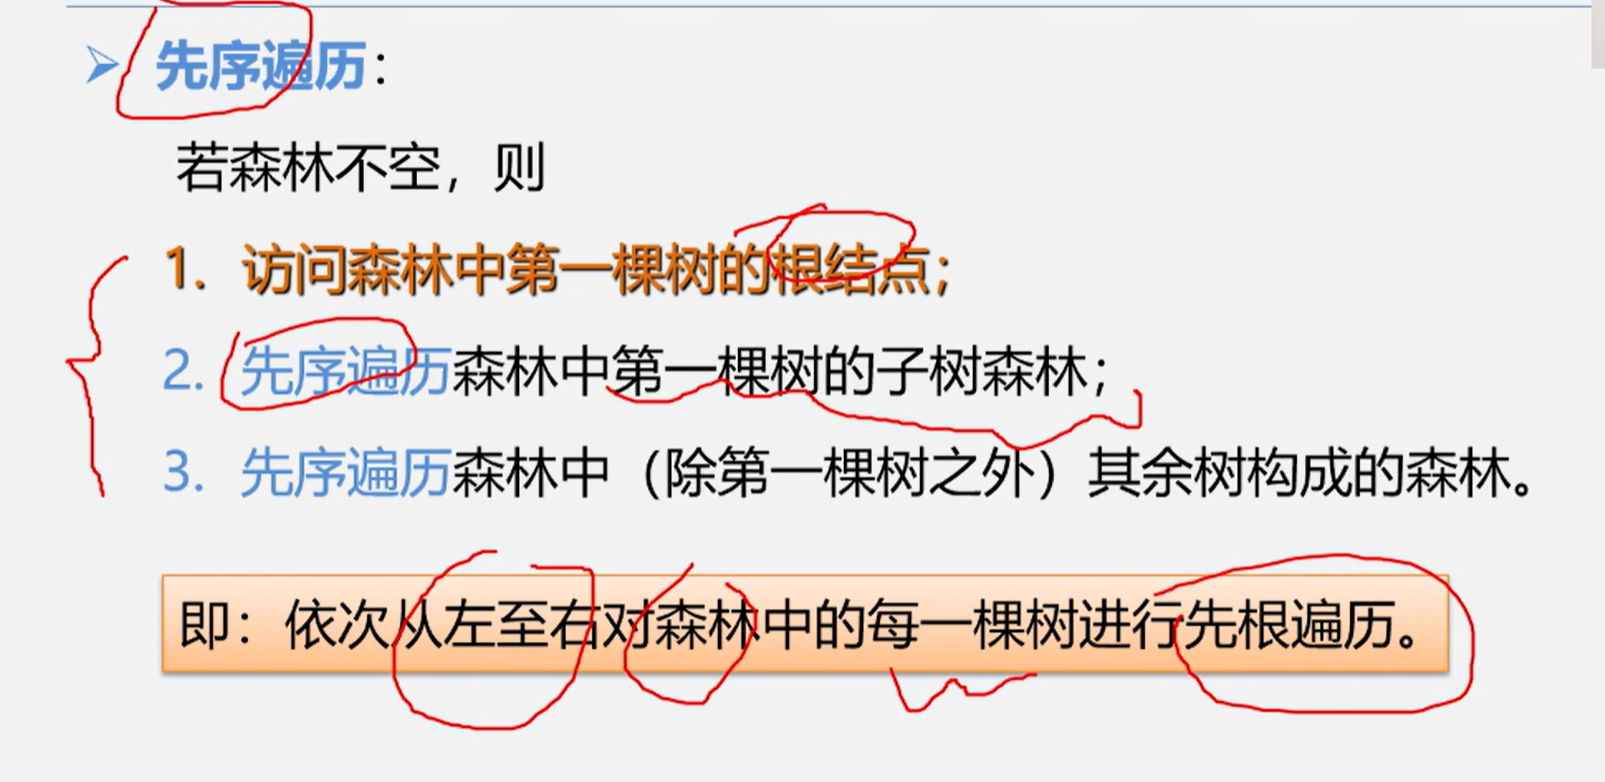 先序遍历：
若森林不空，则
1. 访问森林中第一棵树的根结点；
2. 先序遍历森林中第一棵树的子树森林；
3. 先序遍历森林中（除第一棵树之外）其余树构成的森林。
即：依次从左至右对森林中的每一棵树进行先根遍历。